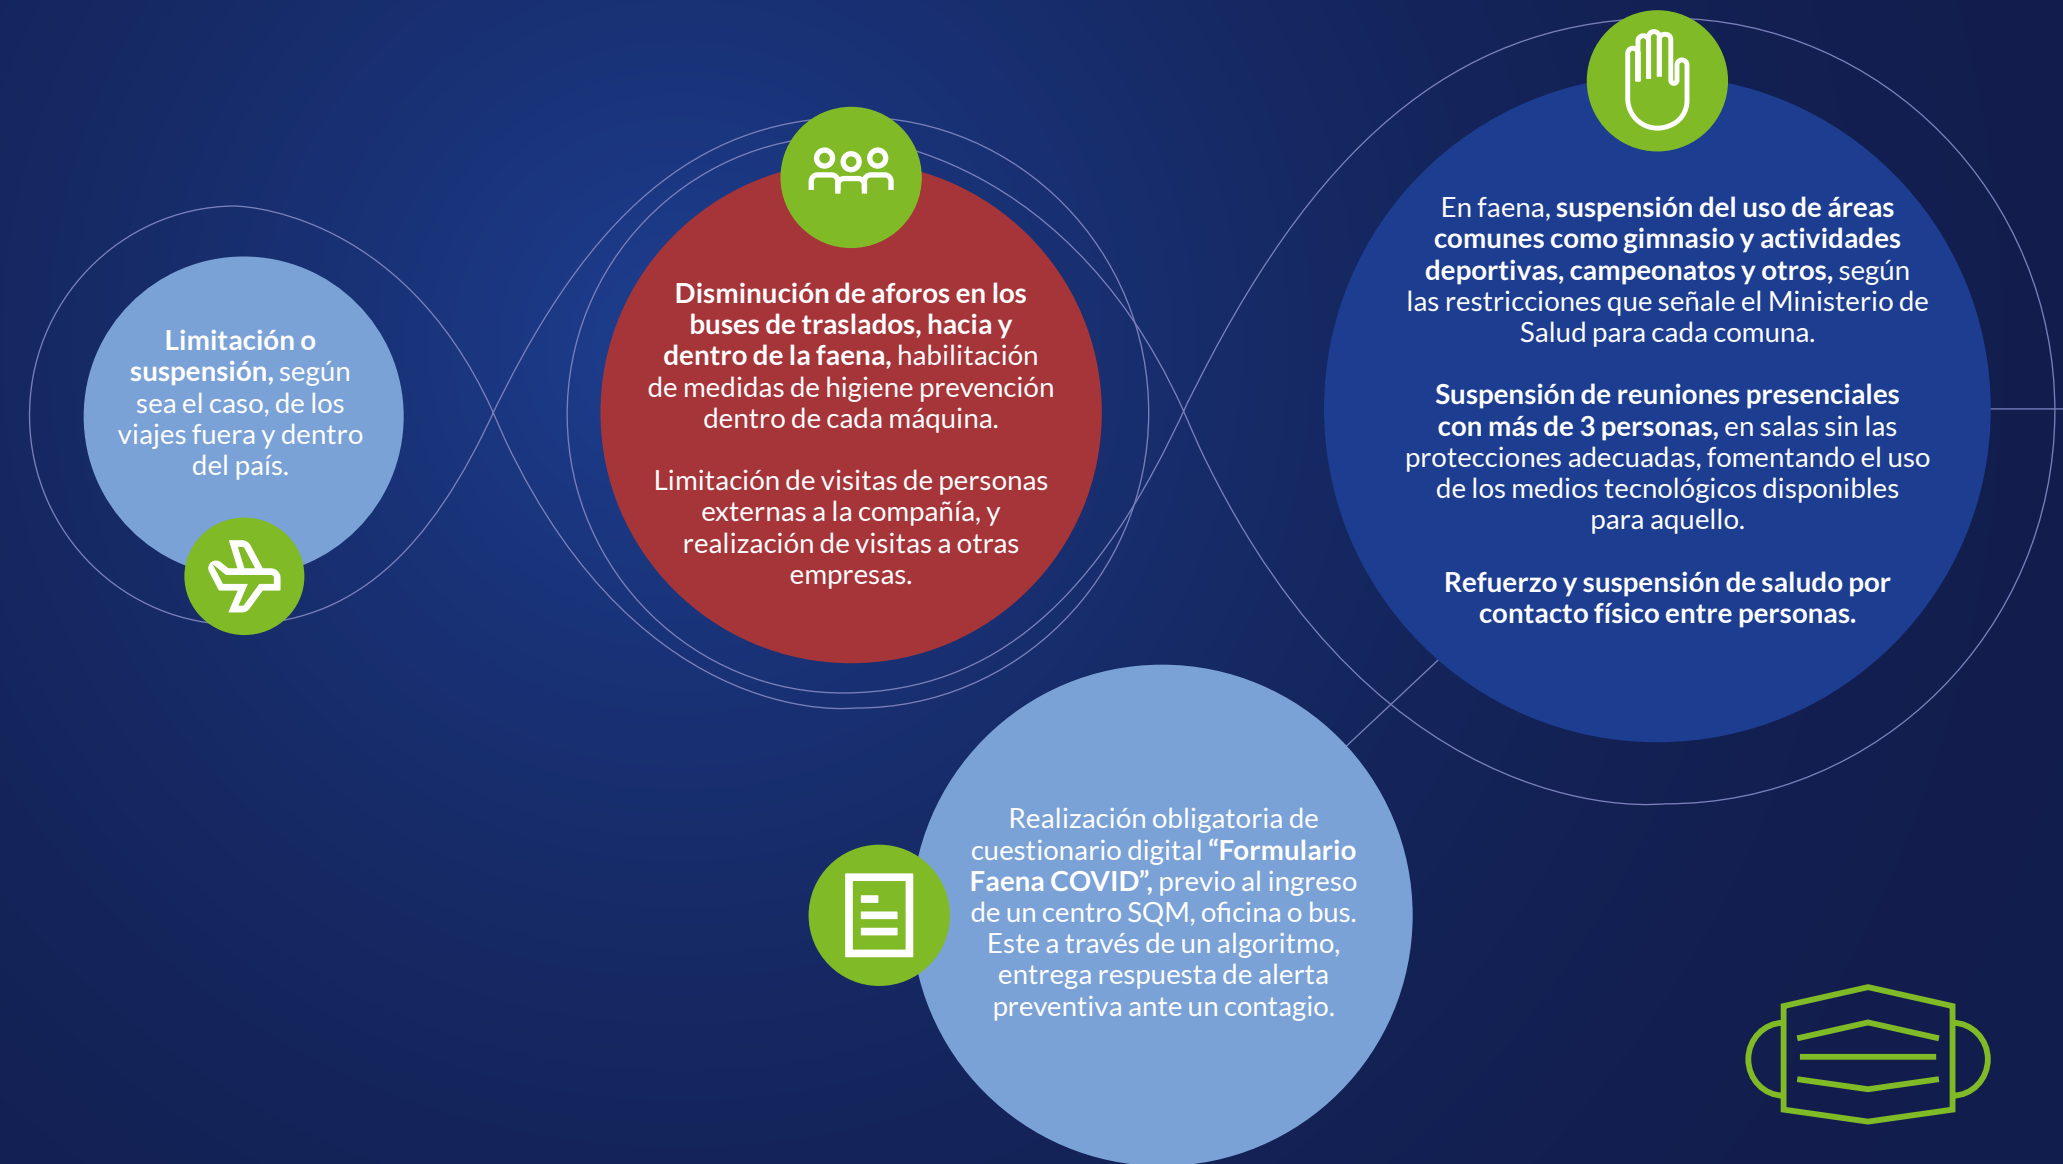 Limitación o
suspensión, según
sea el caso, de los
viajes fuera y dentro
del país.
Disminución de aforos en los
buses de traslados, hacia y
dentro de la faena, habilitación
de medidas de higiene prevención
dentro de cada máquina.
Limitación de visitas de personas
externas a la compañía, y
realización de visitas a otras
empresas.
En faena, suspensión del uso de áreas
comunes como gimnasio y actividades
deportivas, campeonatos y otros, según
las restricciones que señale el Ministerio de
Salud para cada comuna.
Suspensión de reuniones presenciales
con más de 3 personas, en salas sin las
protecciones adecuadas, fomentando el uso
de los medios tecnológicos disponibles
para aquello.
Refuerzo y suspensión de saludo por
contacto físico entre personas.
Realización obligatoria de
cuestionario digital “Formulario
Faena COVID”, previo al ingreso
de un centro SQM, oficina o bus.
Este a través de un algoritmo,
entrega respuesta de alerta
preventiva ante un contagio.